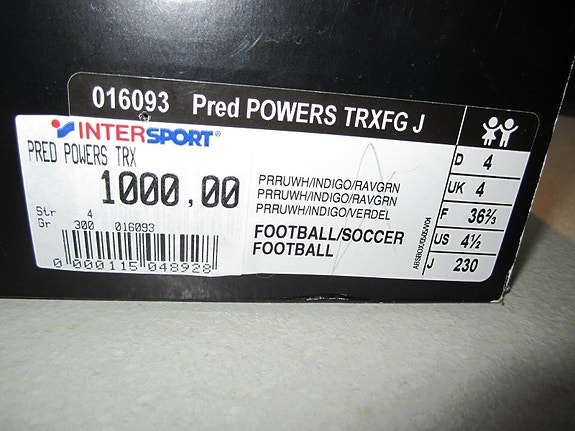 016093 Pred POWERS TRXFG J
INTERSPORT®
PRED POWERS TRX
1000,00
Str 4
Gr 300 016093
0 000115 048928
PRRUWH/INDIGO/RAVGRN
PRRUWH/INDIGO/RAVGRN
PRRUWH/INDIGO/VERDEL
FOOTBALL/SOCCER
FOOTBALL
D 4
UK 4
F 36⅔
US 4½
J 230